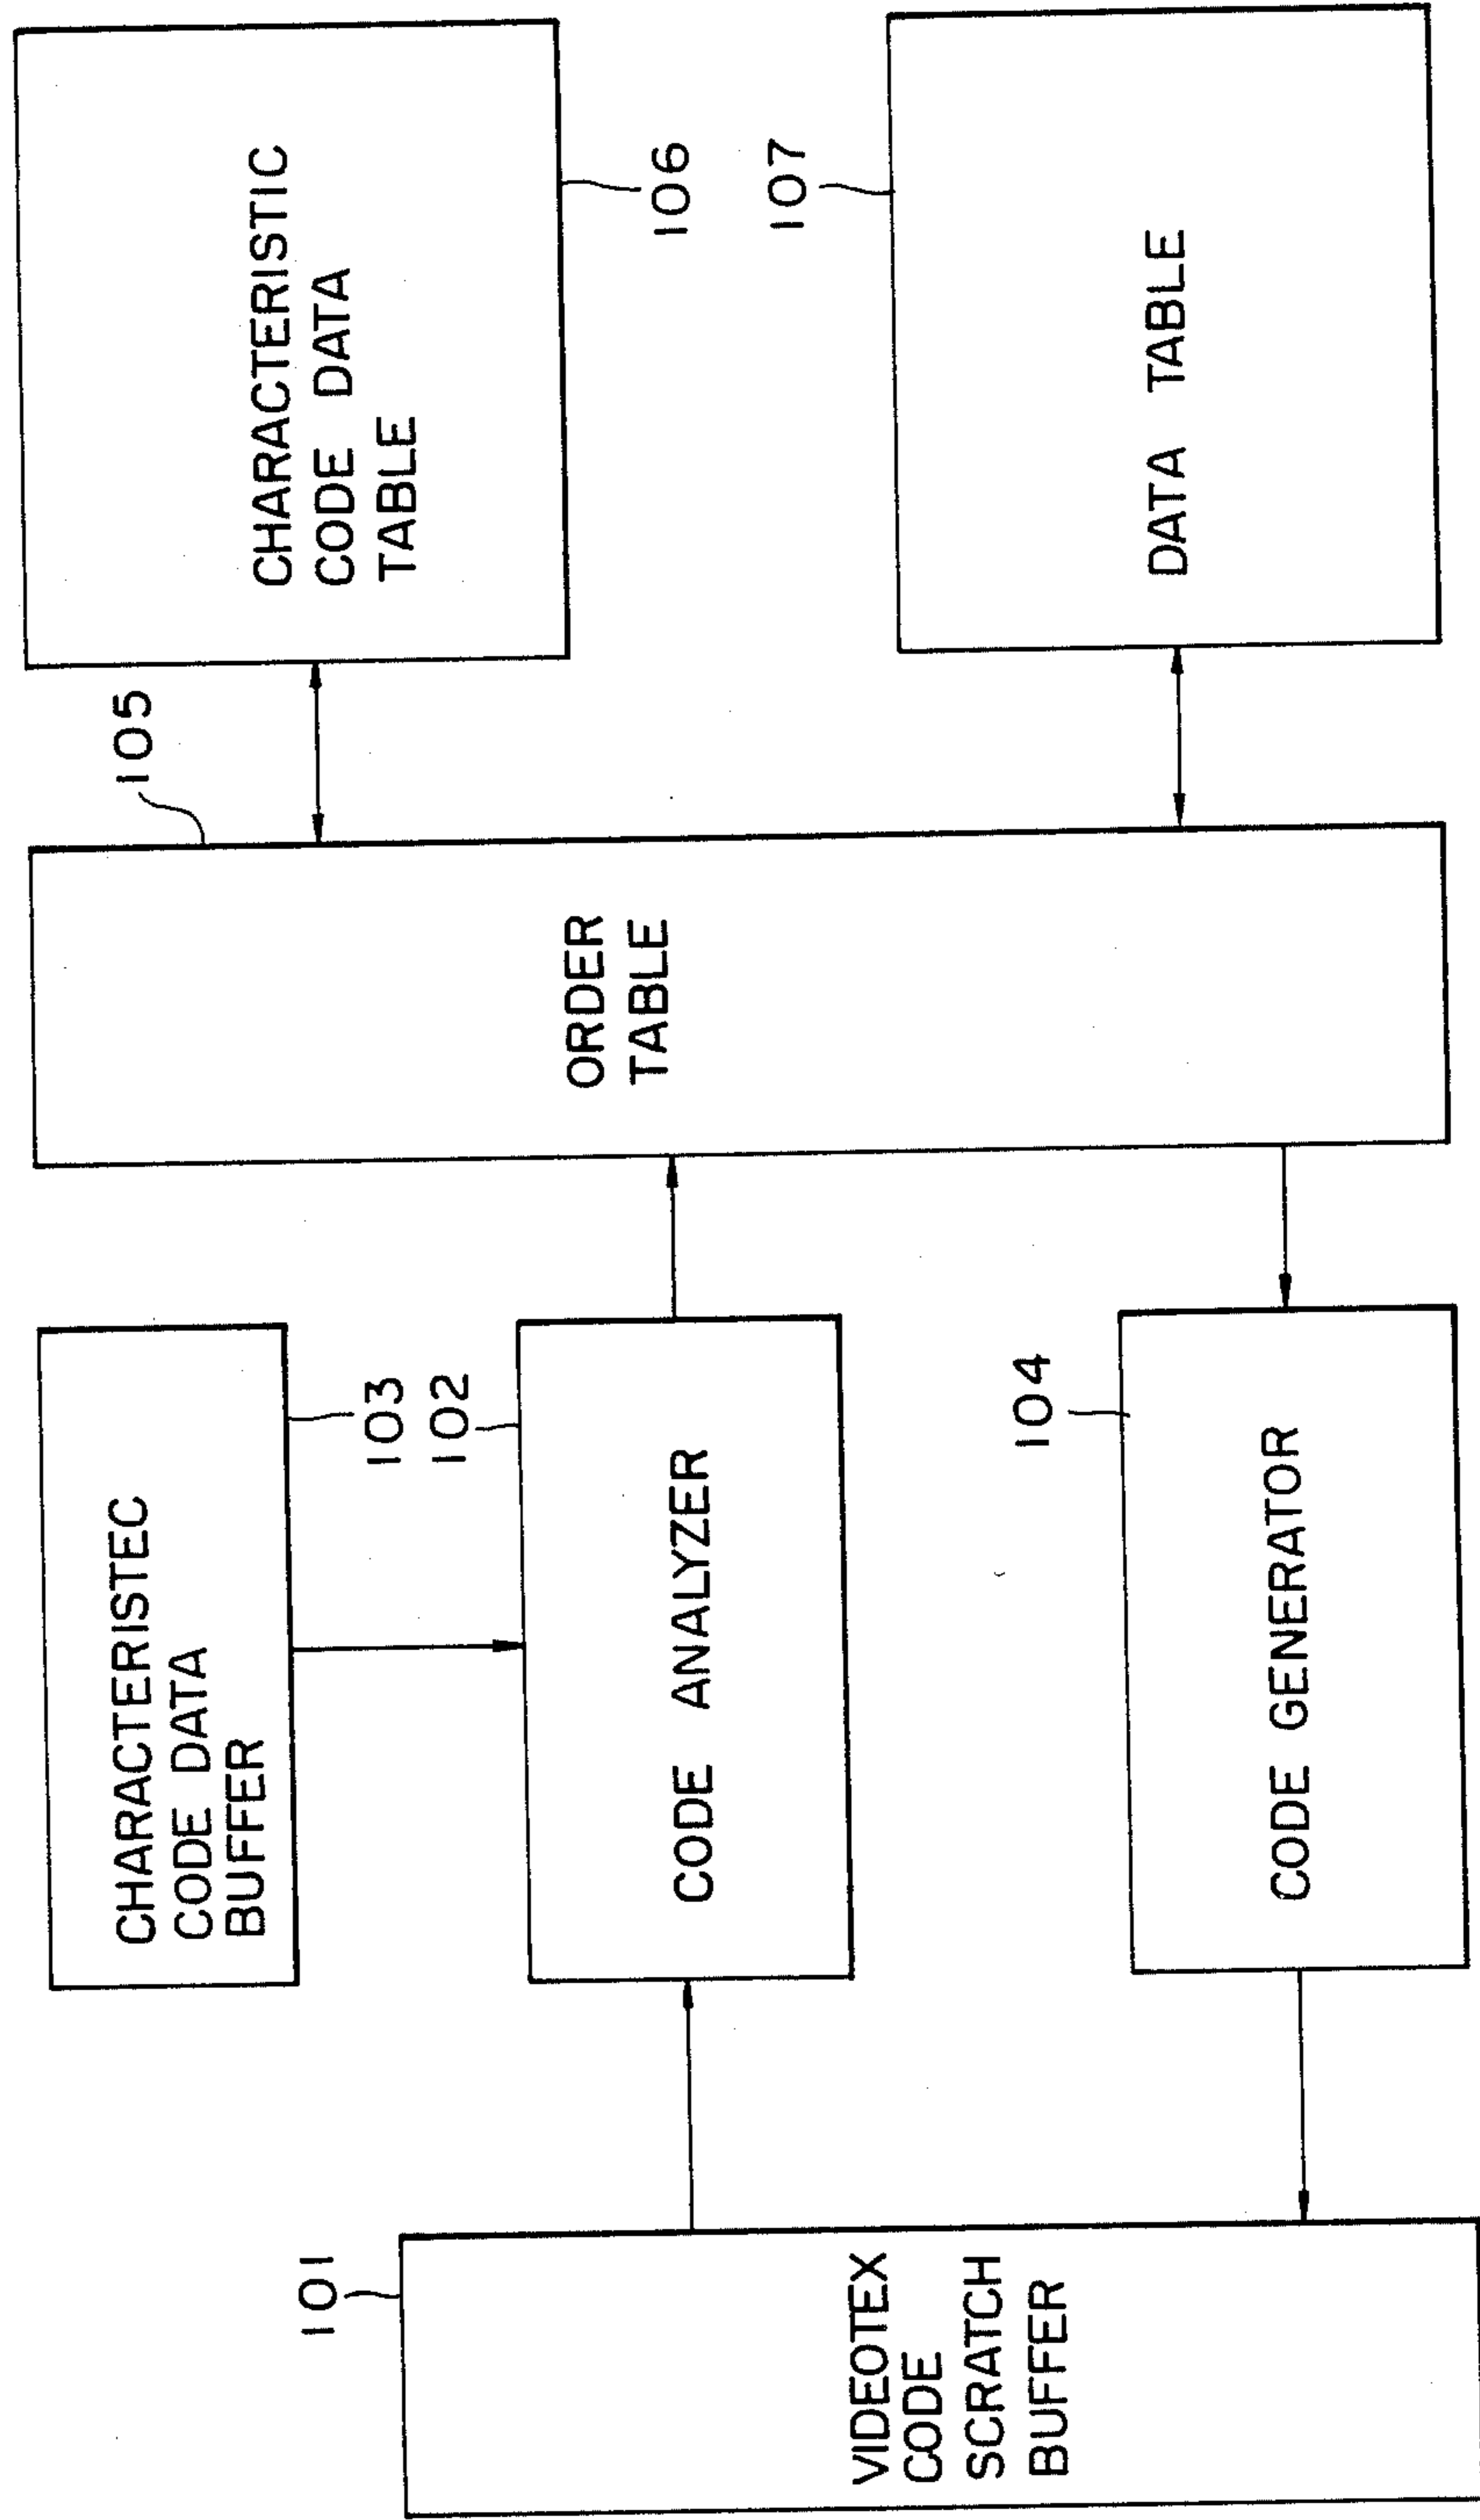 101
VIDEOTEX
CODE
SCRATCH
BUFFER
CHARACTERISTEC
CODE DATA
BUFFER
103
102
CODE ANALYZER
104
CODE GENERATOR
105
ORDER
TABLE
CHARACTERISTIC
CODE DATA
TABLE
106
107
DATA TABLE